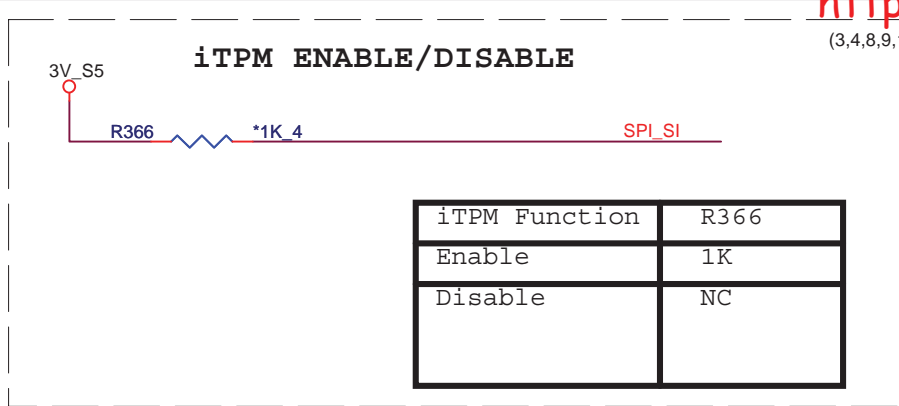 iTPM ENABLE/DISABLE
(3,4,8,9,
3V_S5
R366 *1K_4 SPI_SI
iTPM Function R366
Enable 1K
Disable NC